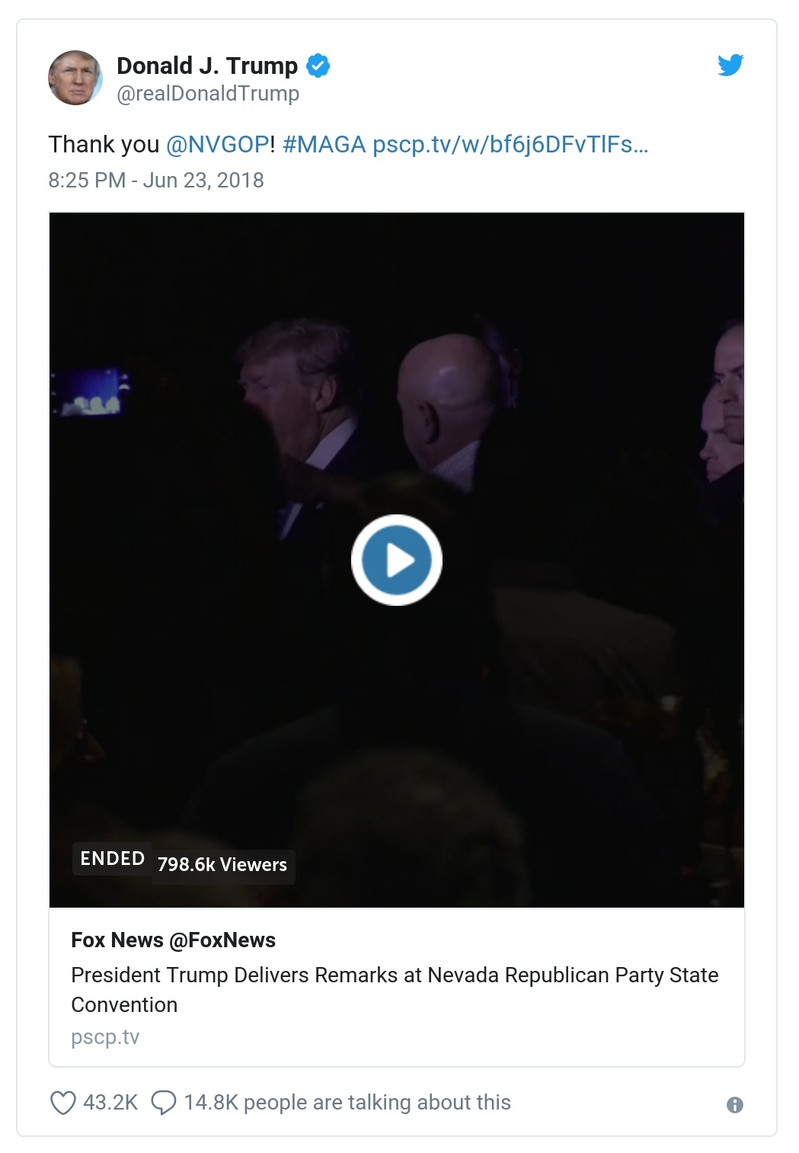 Donald J. Trump
@realDonaldTrump
Thank you @NVGOP! #MAGA pscp.tv/w/bf6j6DFvTlFs…
8:25 PM - Jun 23, 2018
ENDED 798.6k Viewers
Fox News @FoxNews
President Trump Delivers Remarks at Nevada Republican Party State
Convention
pscp.tv
43.2K 14.8K people are talking about this